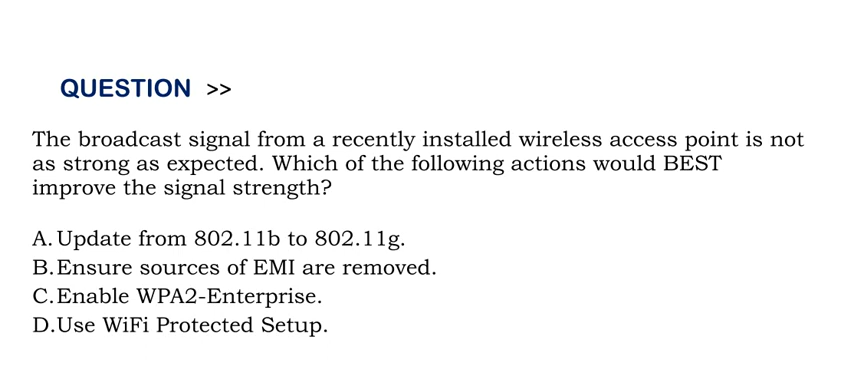 QUESTION >>
The broadcast signal from a recently installed wireless access point is not
as strong as expected. Which of the following actions would BEST
improve the signal strength?
A. Update from 802.11b to 802.11g.
B.Ensure sources of EMI are removed.
C.Enable WPA2-Enterprise.
D.Use WiFi Protected Setup.